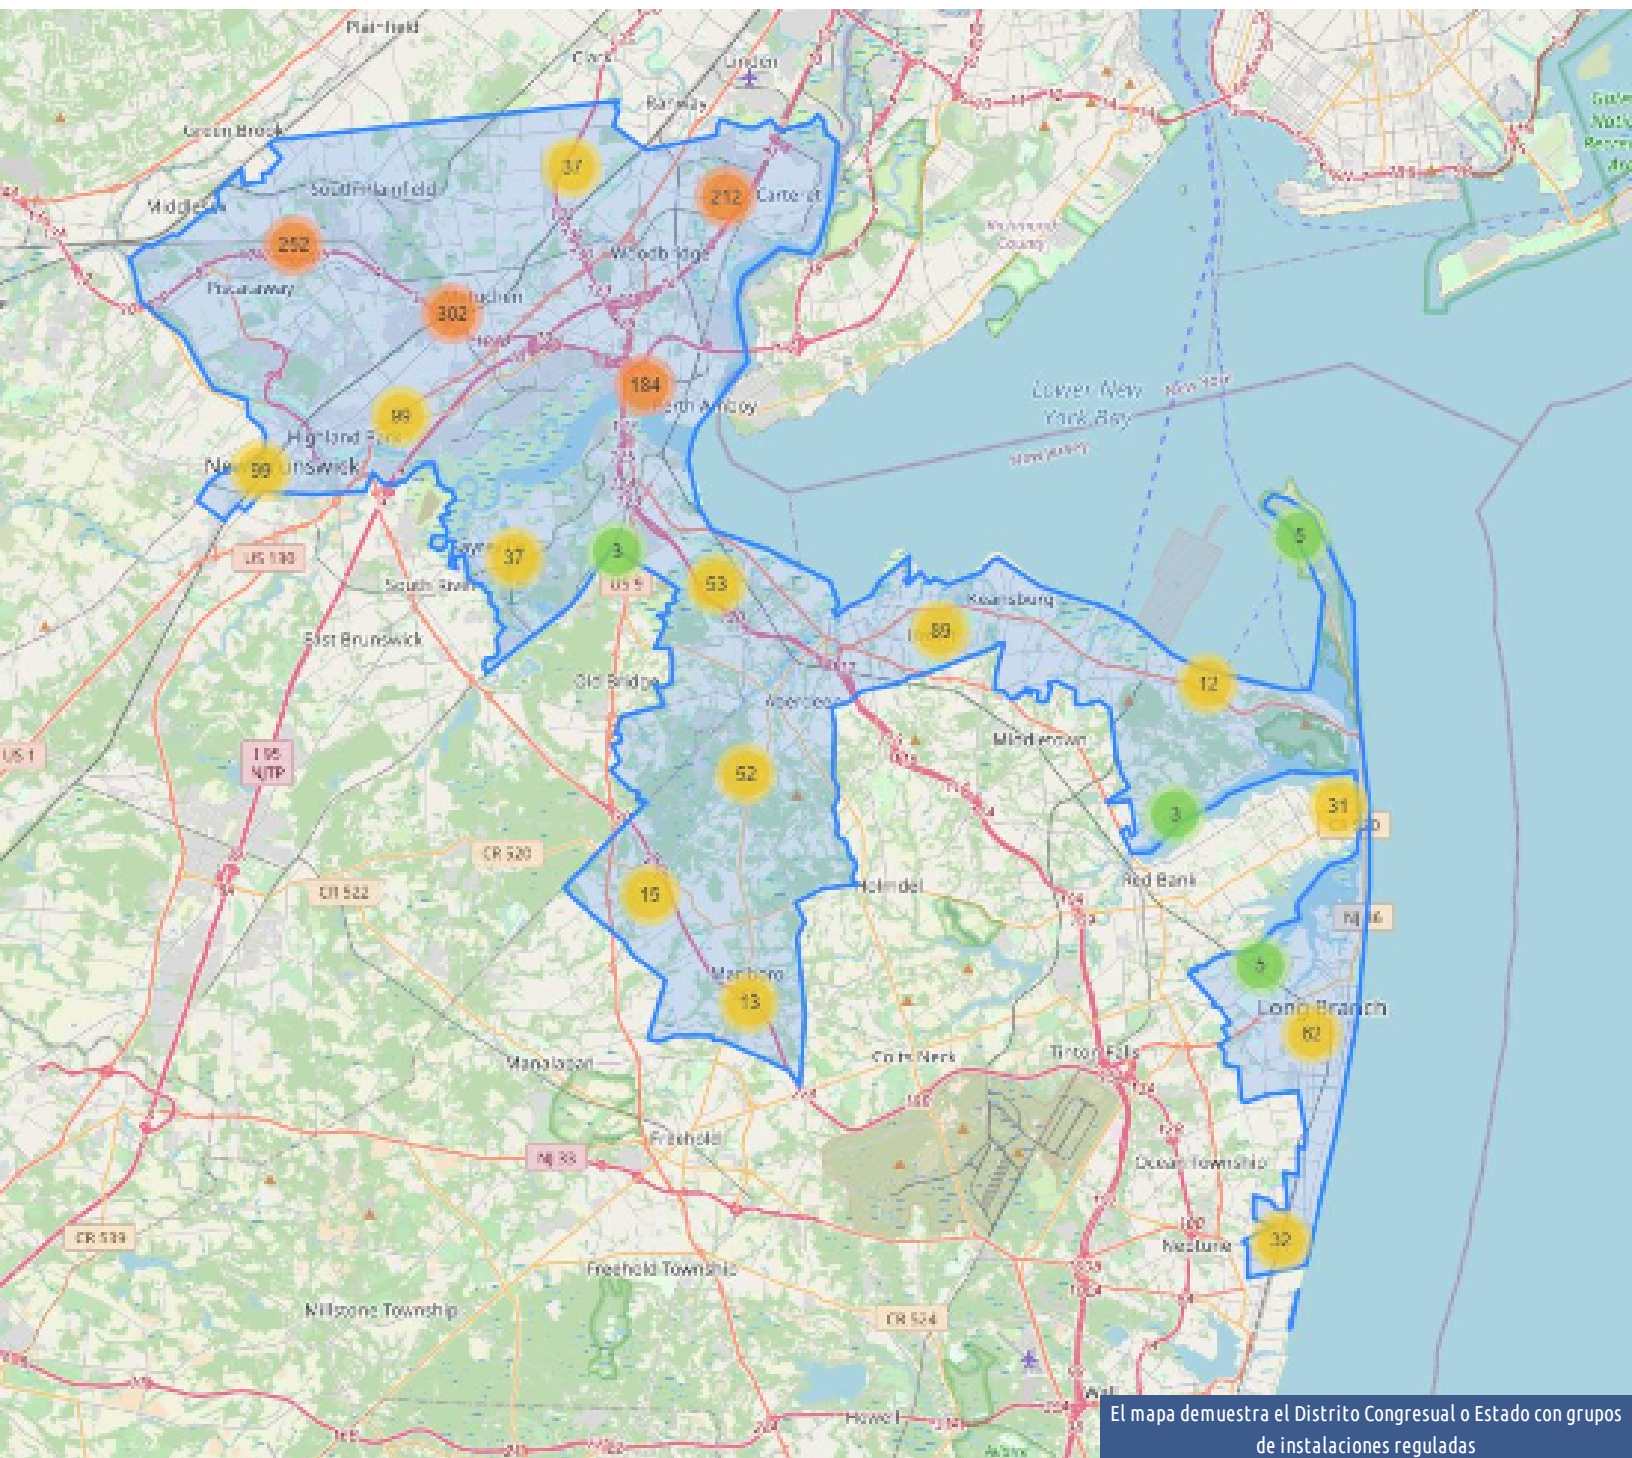 Plainfield
Clark
Linden
Rahway
Green Brook
37
South Plainfield
212
Carteret
Middlesex
252
Woodbridge
Piscataway
302
184
Perth Amboy
Lower New
York Bay
New York
New Jersey
99
Highland Park
New Brunswick
99
5
US 130
37
3
53
South River
US 9
Kearsburg
89
East Brunswick
Old Bridge
12
Aberdeen
Middletown
US 1
I 95
NJTP
52
3
31
CR 520
CR 522
15
Holmdel
Red Bank
NJ 36
Marlboro
5
13
Long Branch
62
Manalapan
Colts Neck
Tinton Falls
Freehold
NJ 33
Ocean Township
CR 539
Neptune
32
Freehold Township
Millstone Township
CR 524
Wall
Howell
El mapa demuestra el Distrito Congresual o Estado con grupos
de instalaciones reguladas